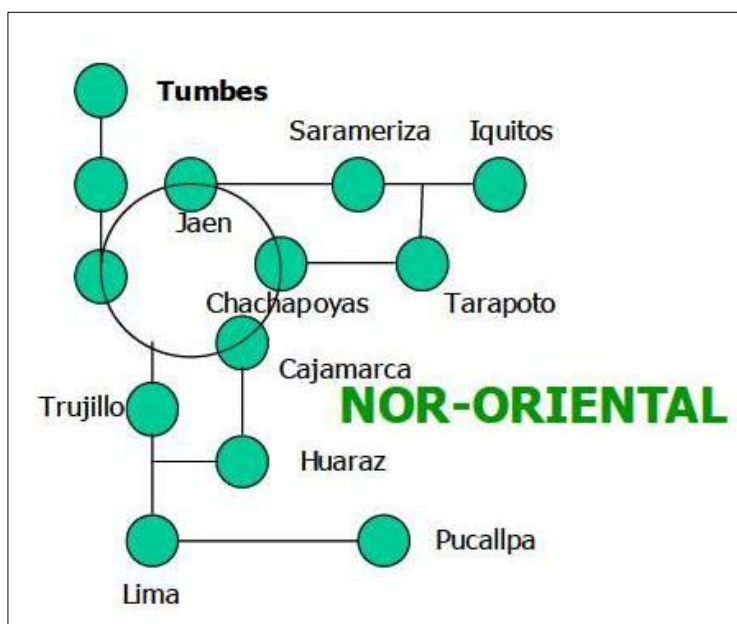 Tumbes
Sarameriza Iquitos
Jaen
Chachapoyas Tarapoto
Cajamarca
Trujillo NOR-ORIENTAL
Huaraz
Pucallpa
Lima